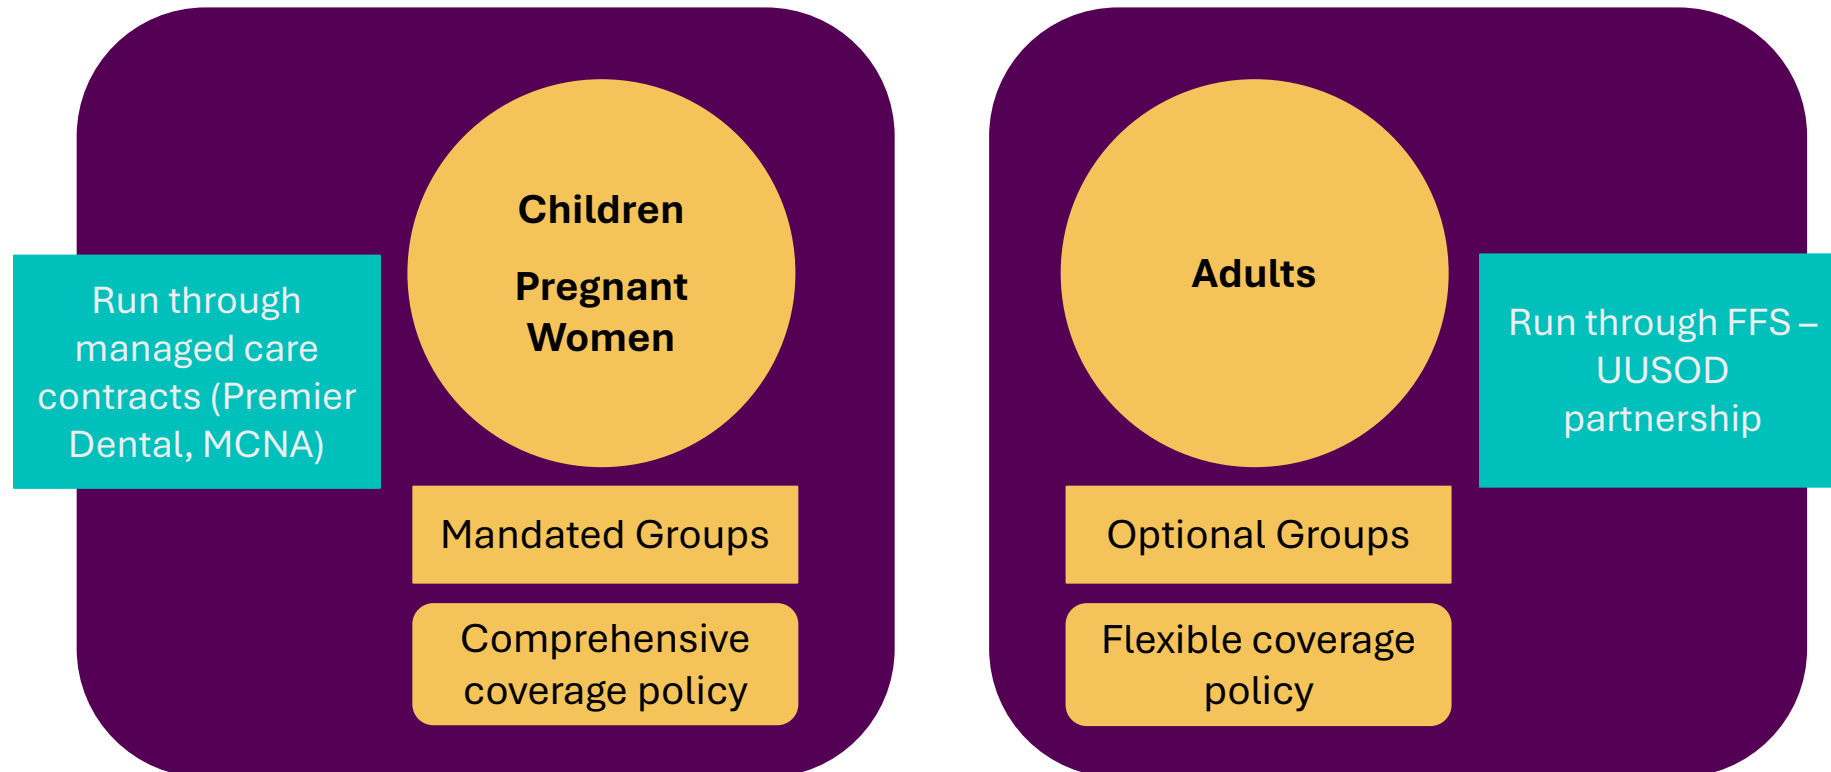 Children
Pregnant
Women
Run through
managed care
contracts (Premier
Dental, MCNA)
Mandated Groups
Comprehensive
coverage policy
Adults
Run through FFS –
UUSOD
partnership
Optional Groups
Flexible coverage
policy